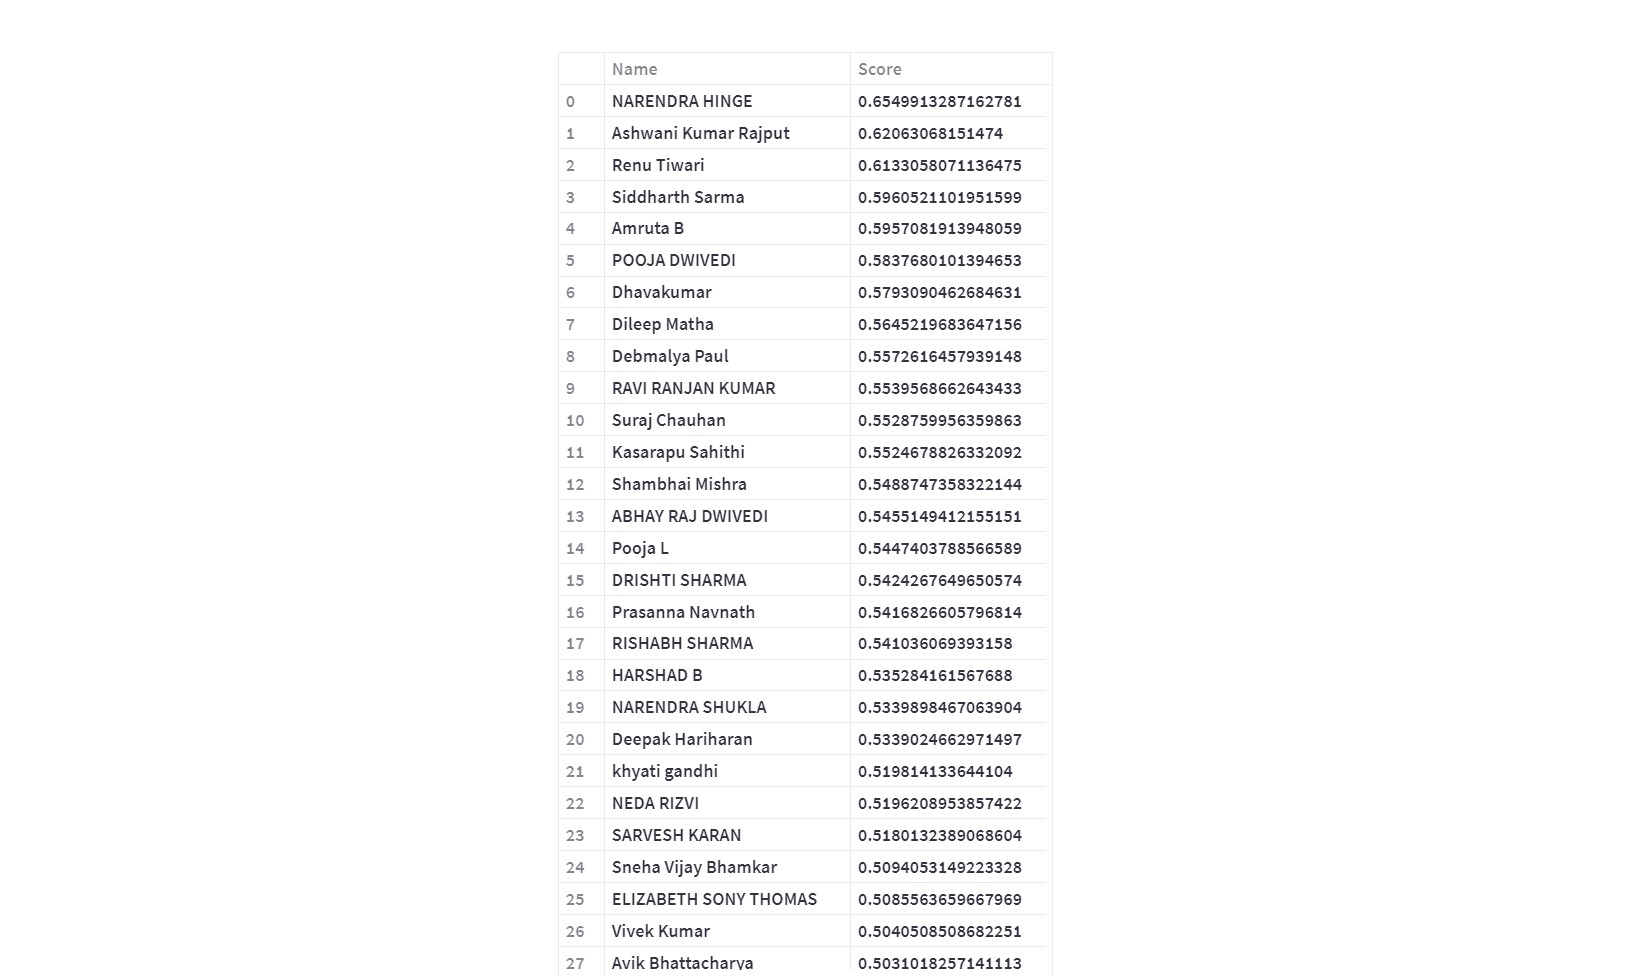 Name Score
0 NARENDRA HINGE 0.6549913287162781
1 Ashwani Kumar Rajput 0.62063068151474
2 Renu Tiwari 0.6133058071136475
3 Siddharth Sarma 0.5960521101951599
4 Amruta B 0.5957081913948059
5 POOJA DWIVEDI 0.5837680101394653
6 Dhavakumar 0.5793090462684631
7 Dileep Matha 0.5645219683647156
8 Debmalya Paul 0.5572616457939148
9 RAVI RANJAN KUMAR 0.5539568662643433
10 Suraj Chauhan 0.5528759956359863
11 Kasarapu Sahithi 0.5524678826332092
12 Shambhai Mishra 0.5488747358322144
13 ABHAY RAJ DWIVEDI 0.5455149412155151
14 Pooja L 0.5447403788566589
15 DRISHTI SHARMA 0.5424267649650574
16 Prasanna Navnath 0.5416826605796814
17 RISHABH SHARMA 0.541036069393158
18 HARSHAD B 0.535284161567688
19 NARENDRA SHUKLA 0.5339898467063904
20 Deepak Hariharan 0.5339024662971497
21 khyati gandhi 0.519814133644104
22 NEDA RIZVI 0.5196208953857422
23 SARVESH KARAN 0.5180132389068604
24 Sneha Vijay Bhamkar 0.5094053149223328
25 ELIZABETH SONY THOMAS 0.5085563659667969
26 Vivek Kumar 0.5040508508682251
27 Avik Bhattacharya 0.5031018257141113